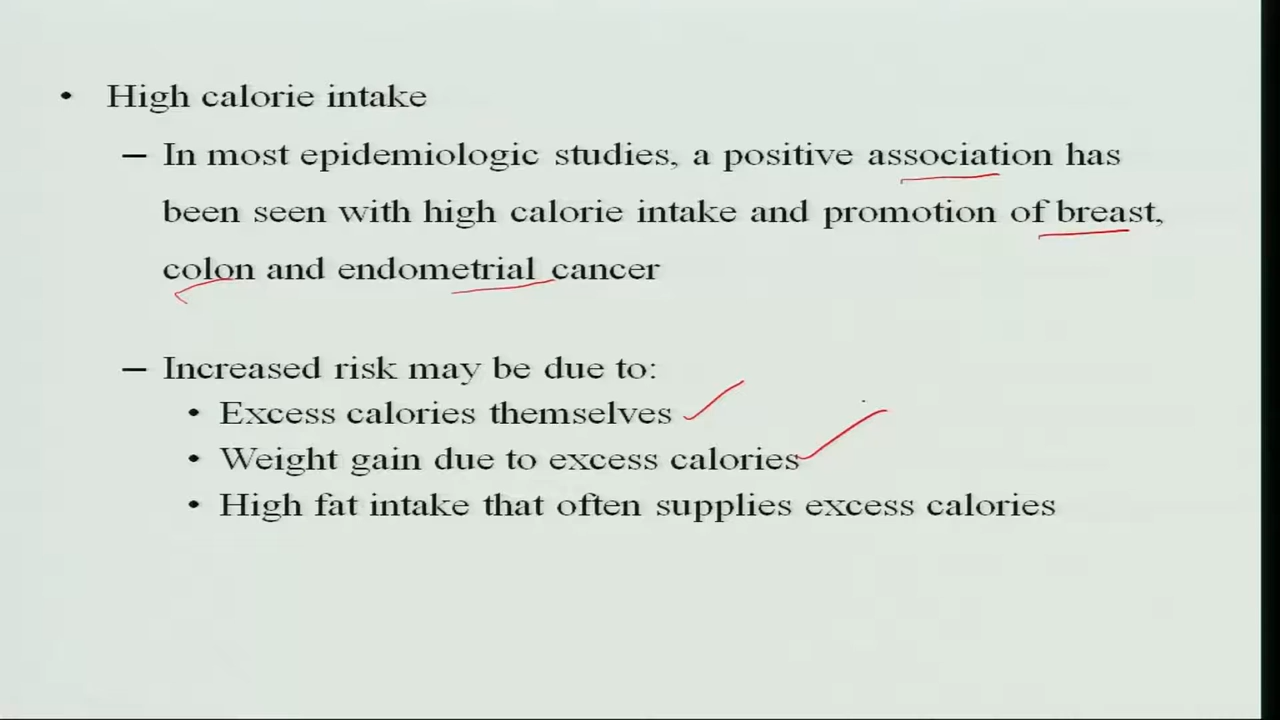 • High calorie intake
– In most epidemiologic studies, a positive association has
been seen with high calorie intake and promotion of breast,
colon and endometrial cancer
– Increased risk may be due to:
• Excess calories themselves
• Weight gain due to excess calories
• High fat intake that often supplies excess calories